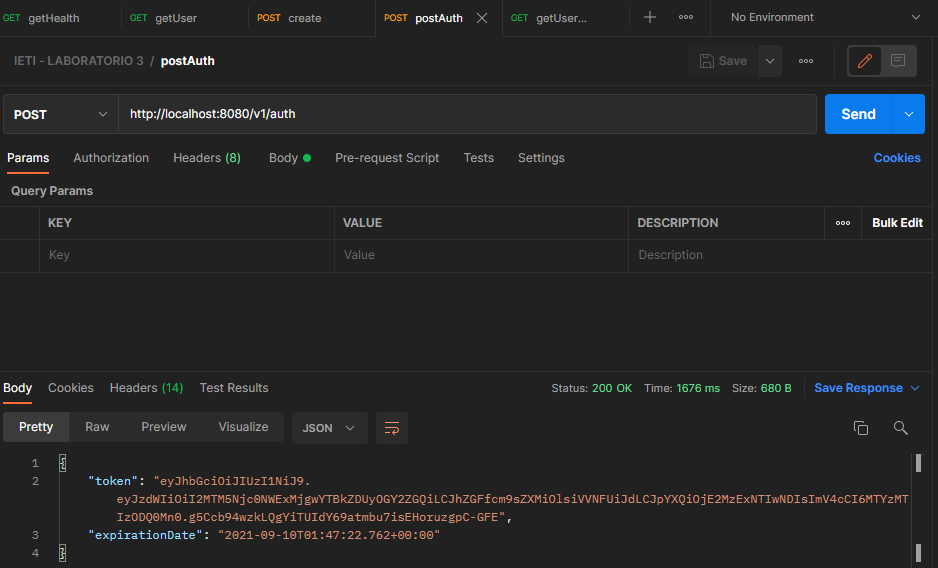 GET getHealth GET getUser POST create POST postAuth GET getUser... No Environment
IETI - LABORATORIO 3 / postAuth Save
POST http://localhost:8080/v1/auth Send
Params Authorization Headers (8) Body Pre-request Script Tests Settings Cookies
Query Params
KEY VALUE DESCRIPTION Bulk Edit
Key Value Description
Body Cookies Headers (14) Test Results Status: 200 OK Time: 1676 ms Size: 680 B Save Response
Pretty Raw Preview Visualize JSON
1 {
2 "token": "eyJhbGciOiJIUzI1NiJ9.
eyJzdWIiOiI2MTM5Njc0NWExMjgwYTBkZDUyOGY2ZGQiLCJhZGFfcm9sZXMiOlsiVVNFUiJdLCJpYXQiOjE2MzExNTIwNDIsImV4cCI6MTYzMT
IzODQ0Mn0.g5Ccb94wzkLQgYiTUIdY69atmbu7isEHoruzgpC-GFE",
3 "expirationDate": "2021-09-10T01:47:22.762+00:00"
4 }